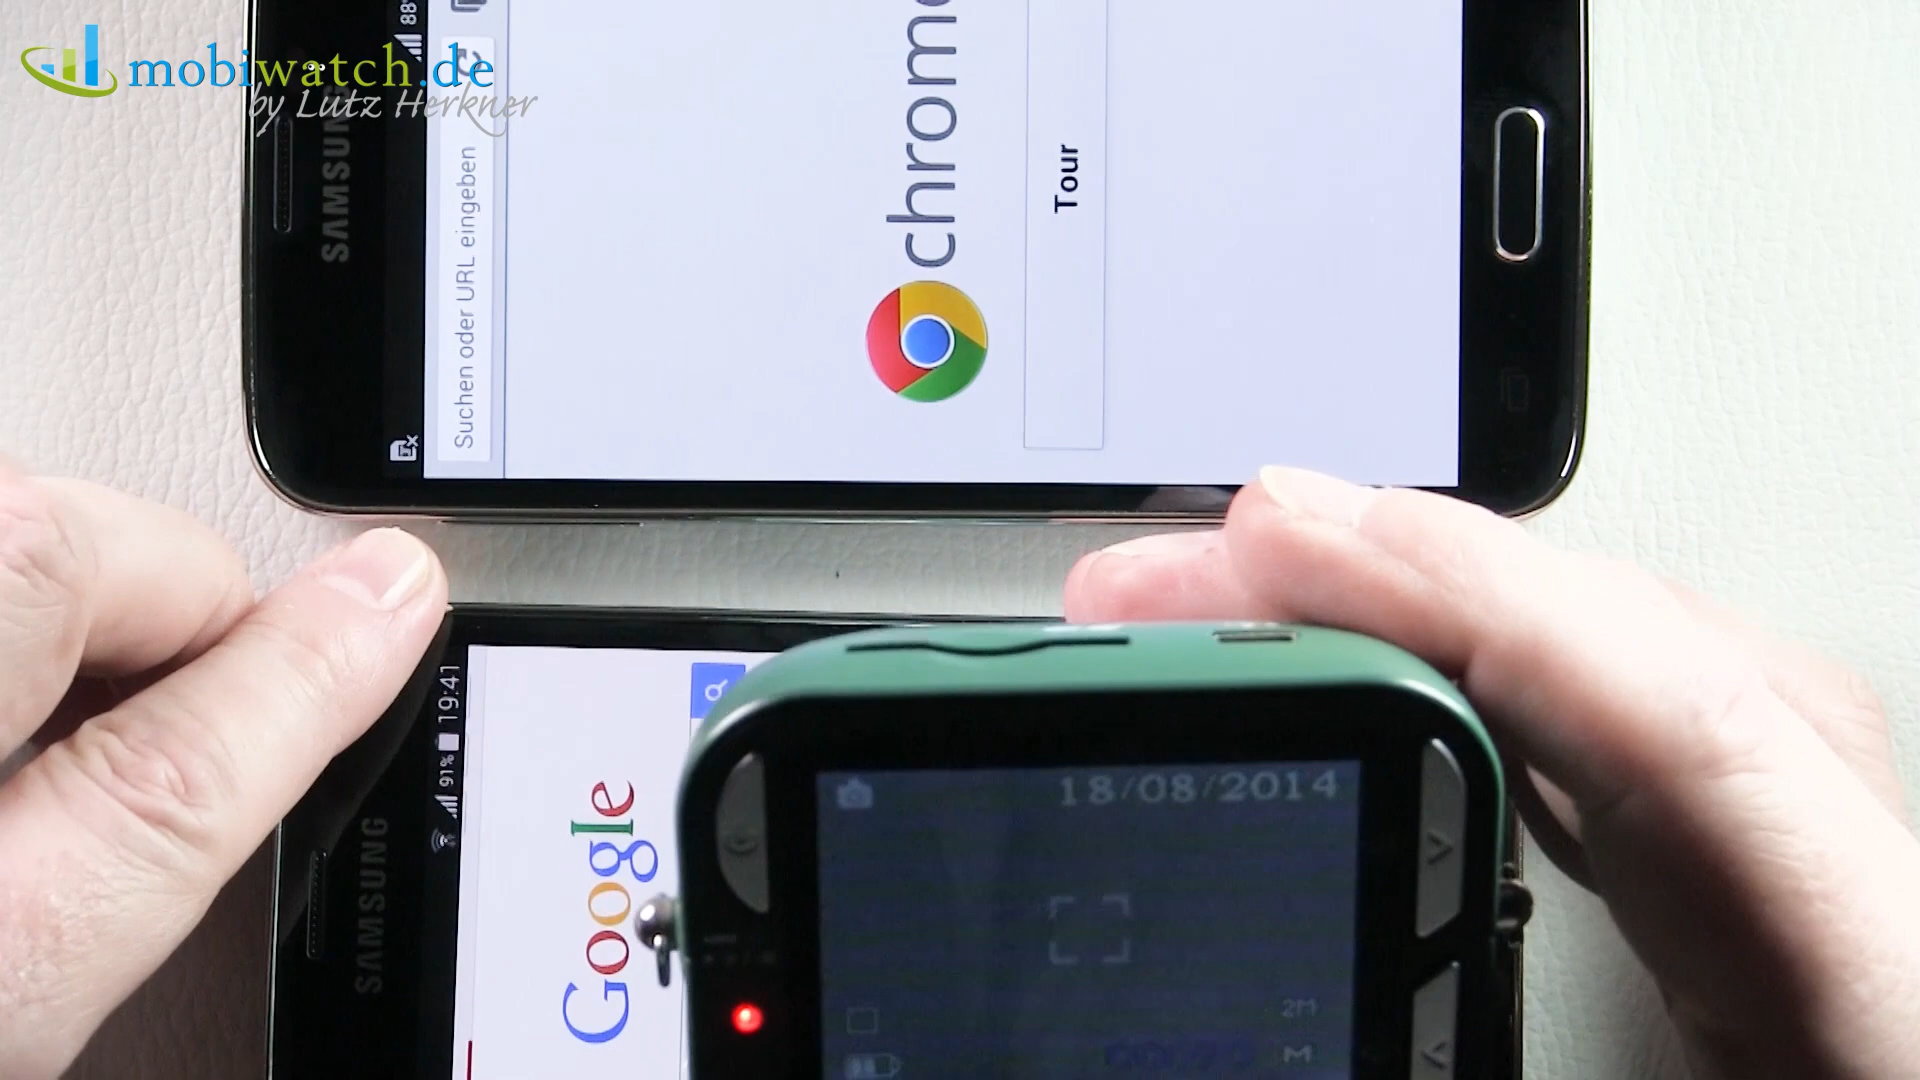 mobiwatch.de
by Lutz Herkner
88%
SAMSUNG
Suchen oder URL eingeben
chrome
Tour
19:41
91%
SAMSUNG
Google
18/08/2014
2M
M